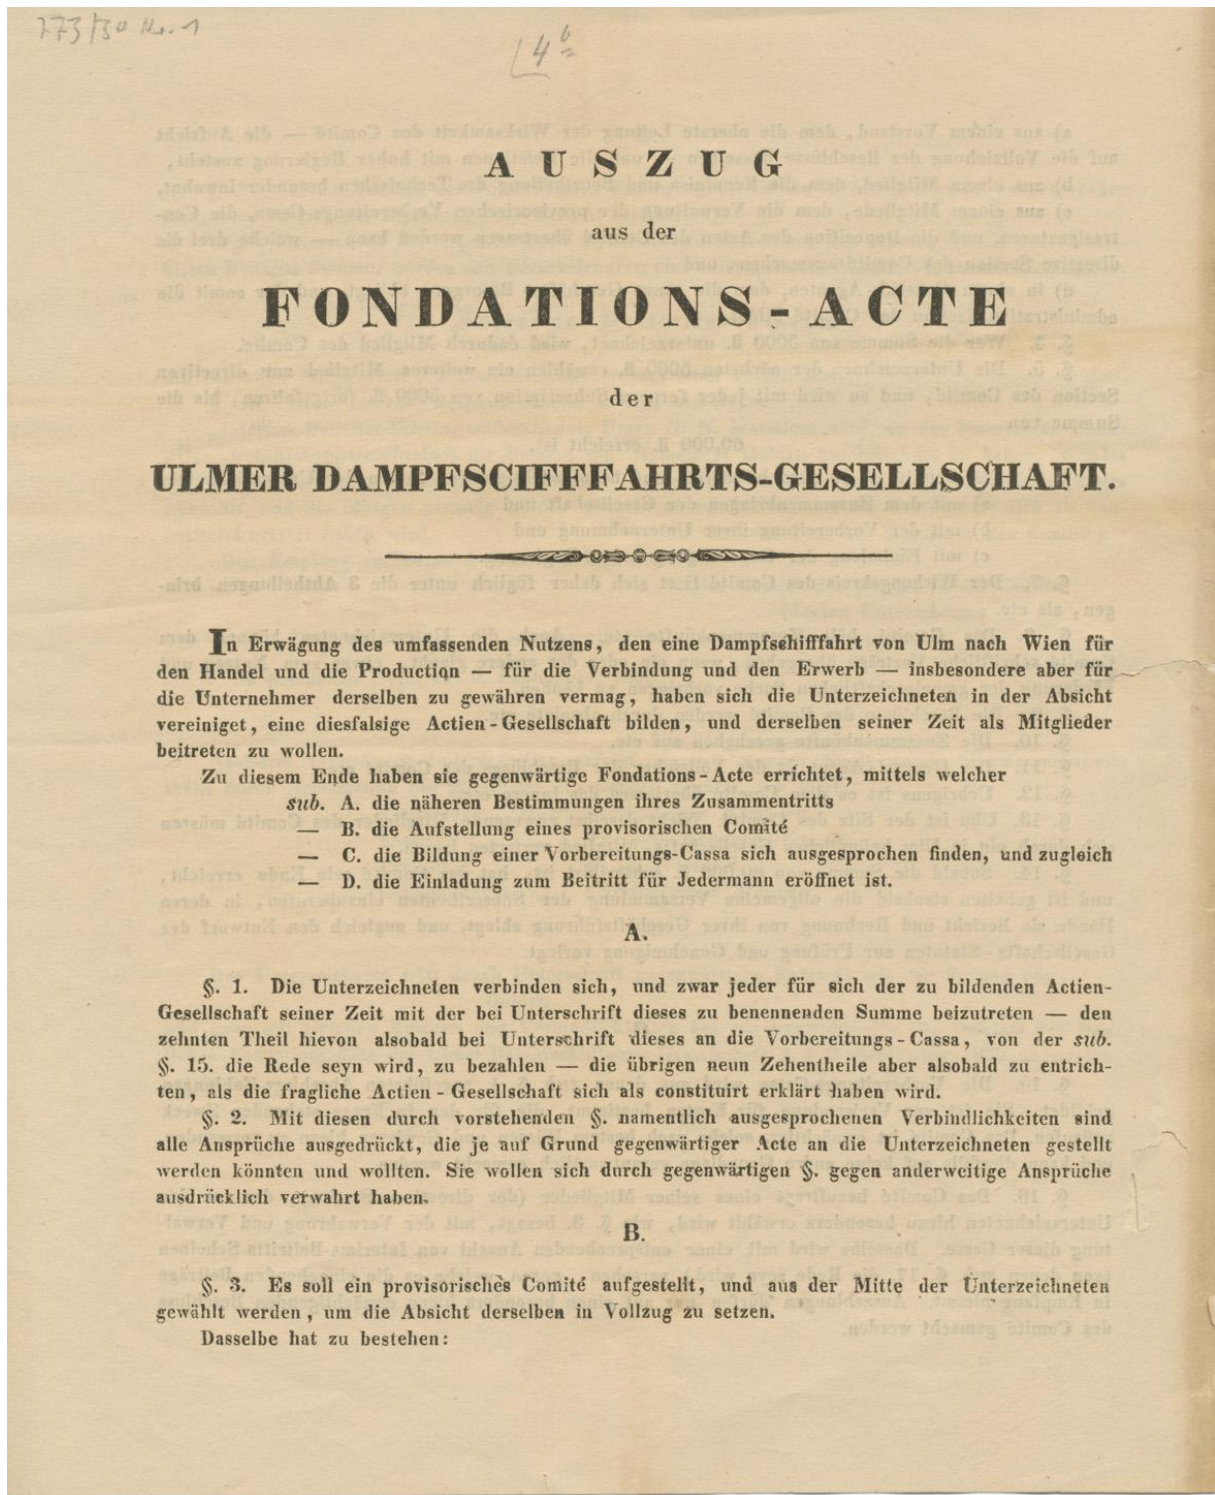 773/30 No. 1
4
AUSZUG
aus der
FONDATIONS-ACTE
der
ULMER DAMPFSCIFFFAHRTS-GESELLSCHAFT.
In Erwägung des umfassenden Nutzens, den eine Dampfschifffahrt von Ulm nach Wien für
den Handel und die Production — für die Verbindung und den Erwerb — insbesondere aber für
die Unternehmer derselben zu gewähren vermag, haben sich die Unterzeichneten in der Absicht
vereiniget, eine diesfalsige Actien-Gesellschaft bilden, und derselben seiner Zeit als Mitglieder
beitreten zu wollen.
Zu diesem Ende haben sie gegenwärtige Fondations-Acte errichtet, mittels welcher
sub. A. die näheren Bestimmungen ihres Zusammentritts
— B. die Aufstellung eines provisorischen Comité
— C. die Bildung einer Vorbereitungs-Cassa sich ausgesprochen finden, und zugleich
— D. die Einladung zum Beitritt für Jedermann eröffnet ist.
A.
§. 1. Die Unterzeichneten verbinden sich, und zwar jeder für sich der zu bildenden Actien-
Gesellschaft seiner Zeit mit der bei Unterschrift dieses zu benennenden Summe beizutreten — den
zehnten Theil hievon alsobald bei Unterschrift dieses an die Vorbereitungs-Cassa, von der sub.
§. 15. die Rede seyn wird, zu bezahlen — die übrigen neun Zehentheile aber alsobald zu entrich-
ten, als die fragliche Actien-Gesellschaft sich als constituirt erklärt haben wird.
§. 2. Mit diesen durch vorstehenden §. namentlich ausgesprochenen Verbindlichkeiten sind
alle Ansprüche ausgedrückt, die je auf Grund gegenwärtiger Acte an die Unterzeichneten gestellt
werden könnten und wollten. Sie wollen sich durch gegenwärtigen §. gegen anderweitige Ansprüche
ausdrücklich verwahrt haben.
B.
§. 3. Es soll ein provisorisches Comité aufgestellt, und aus der Mitte der Unterzeichneten
gewählt werden, um die Absicht derselben in Vollzug zu setzen.
Dasselbe hat zu bestehen: